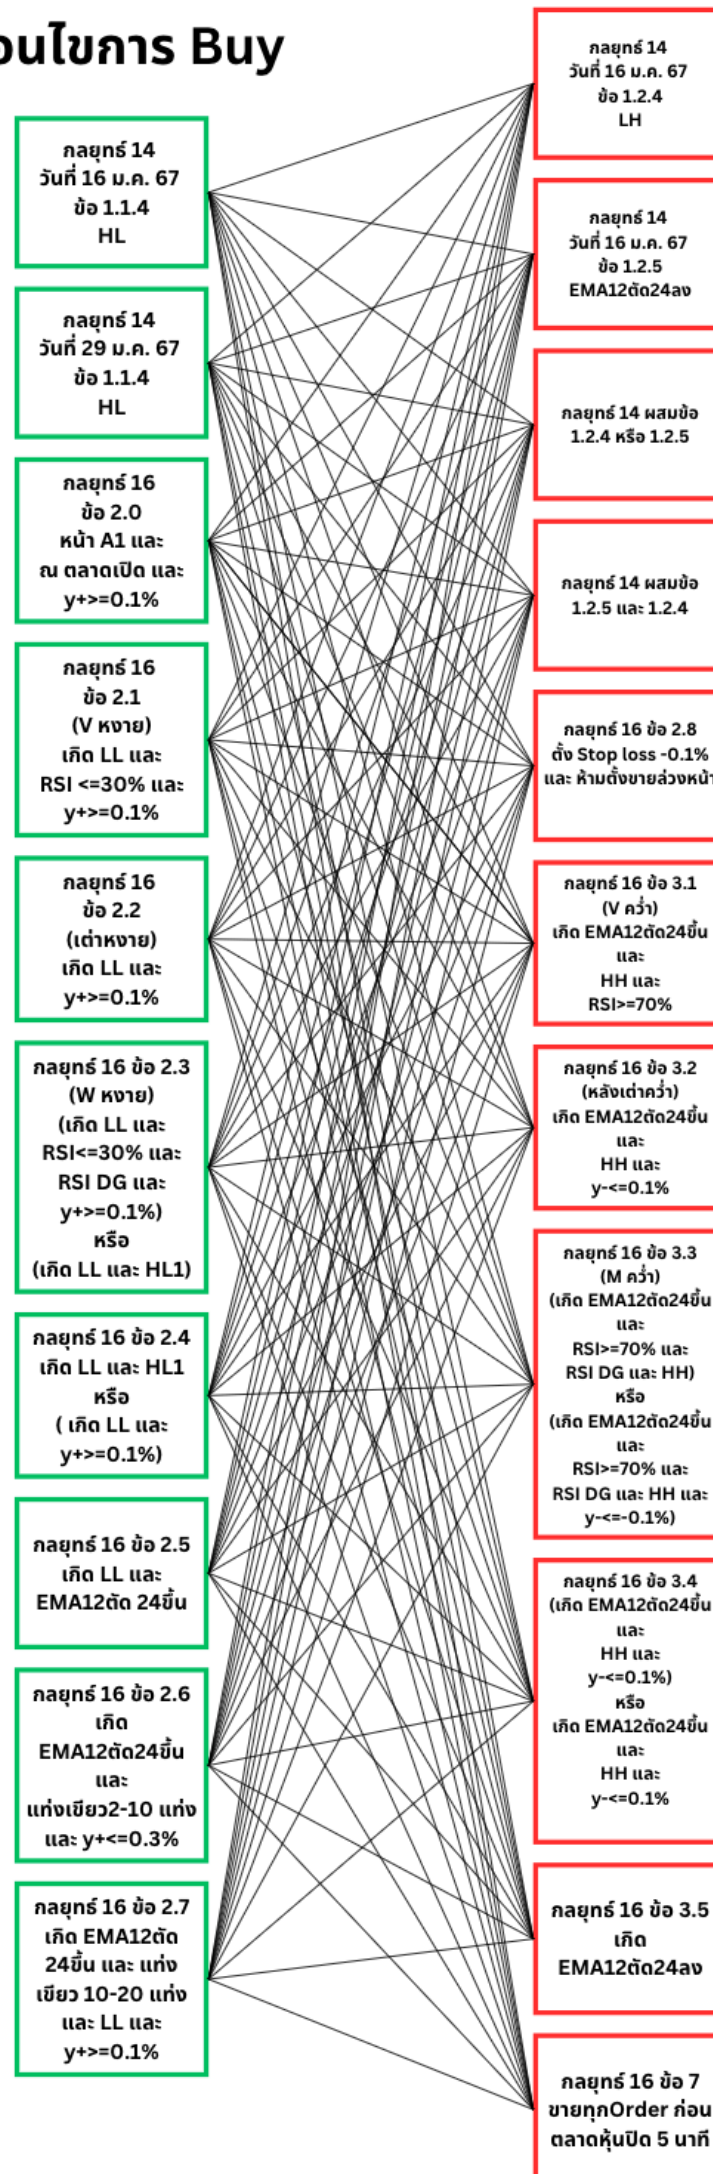 อนไขการ Buy
กลยุทธ์ 14
วันที่ 16 ม.ค. 67
ข้อ 1.1.4
HL
กลยุทธ์ 14
วันที่ 29 ม.ค. 67
ข้อ 1.1.4
HL
กลยุทธ์ 16
ข้อ 2.0
หน้า A1 และ
ณ ตลาดเปิด และ
y+>=0.1%
กลยุทธ์ 16
ข้อ 2.1
(V หงาย)
เกิด LL และ
RSI <=30% และ
y+>=0.1%
กลยุทธ์ 16
ข้อ 2.2
(เต่าหงาย)
เกิด LL และ
y+>=0.1%
กลยุทธ์ 16 ข้อ 2.3
(W หงาย)
(เกิด LL และ
RSI<=30% และ
RSI DG และ
y+>=0.1%)
หรือ
(เกิด LL และ HL1)
กลยุทธ์ 16 ข้อ 2.4
เกิด LL และ HL1
หรือ
( เกิด LL และ
y+>=0.1%)
กลยุทธ์ 16 ข้อ 2.5
เกิด LL และ
EMA12ตัด 24ขึ้น
กลยุทธ์ 16 ข้อ 2.6
เกิด
EMA12ตัด24ขึ้น
และ
แท่งเขียว2-10 แท่ง
และ y+<=0.3%
กลยุทธ์ 16 ข้อ 2.7
เกิด EMA12ตัด
24ขึ้น และ แท่ง
เขียว 10-20 แท่ง
และ LL และ
y+>=0.1%
กลยุทธ์ 14
วันที่ 16 ม.ค. 67
ข้อ 1.2.4
LH
กลยุทธ์ 14
วันที่ 16 ม.ค. 67
ข้อ 1.2.5
EMA12ตัด24ลง
กลยุทธ์ 14 ผสมข้อ
1.2.4 หรือ 1.2.5
กลยุทธ์ 14 ผสมข้อ
1.2.5 และ 1.2.4
กลยุทธ์ 16 ข้อ 2.8
ตั้ง Stop loss -0.1%
และ ห้ามตั้งขายล่วงหน้า
กลยุทธ์ 16 ข้อ 3.1
(V คว่ำ)
เกิด EMA12ตัด24ขึ้น
และ
HH และ
RSI>=70%
กลยุทธ์ 16 ข้อ 3.2
(หลังเต่าคว่ำ)
เกิด EMA12ตัด24ขึ้น
และ
HH และ
y-<=0.1%
กลยุทธ์ 16 ข้อ 3.3
(M คว่ำ)
(เกิด EMA12ตัด24ขึ้น
และ
RSI>=70% และ
RSI DG และ HH)
หรือ
(เกิด EMA12ตัด24ขึ้น
และ
RSI>=70% และ
RSI DG และ HH และ
y-<=-0.1%)
กลยุทธ์ 16 ข้อ 3.4
(เกิด EMA12ตัด24ขึ้น
และ
HH และ
y-<=0.1%)
หรือ
เกิด EMA12ตัด24ขึ้น
และ
HH และ
y-<=0.1%
กลยุทธ์ 16 ข้อ 3.5
เกิด
EMA12ตัด24ลง
กลยุทธ์ 16 ข้อ 7
ขายทุกOrder ก่อน
ตลาดหุ้นปิด 5 นาที